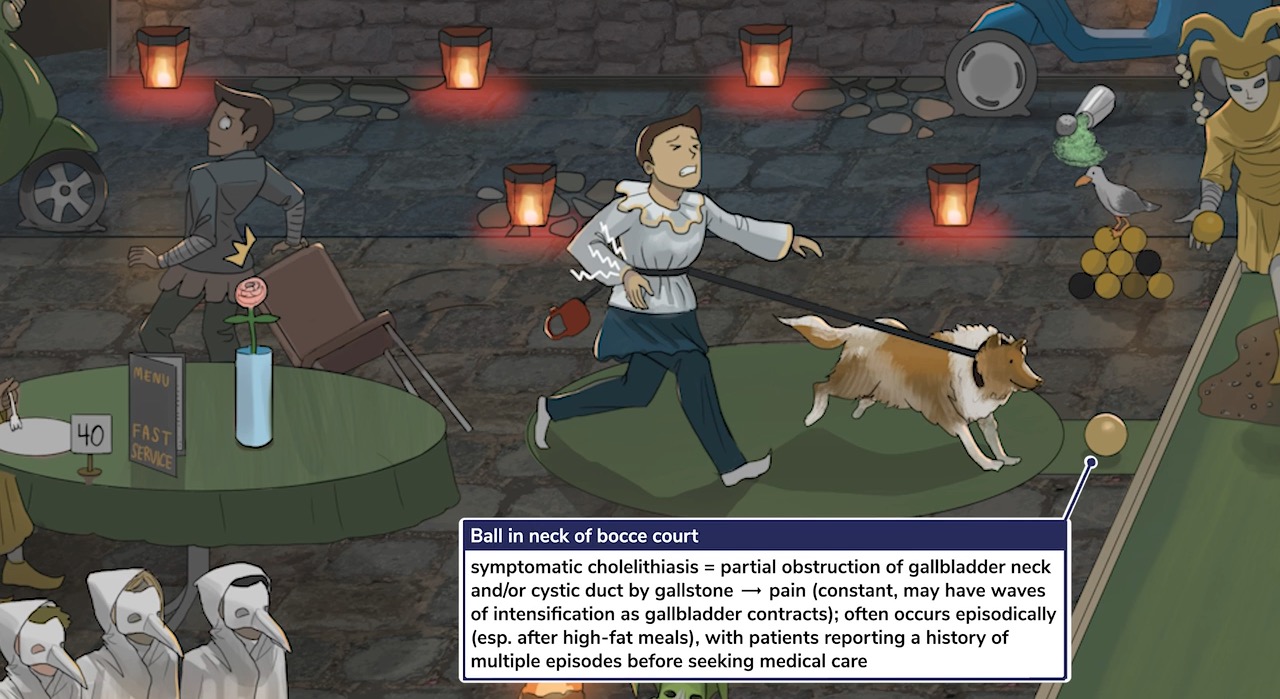 MENU
FAST
SERVICE
40
Ball in neck of bocce court
symptomatic cholelithiasis = partial obstruction of gallbladder neck
and/or cystic duct by gallstone → pain (constant, may have waves
of intensification as gallbladder contracts); often occurs episodically
(esp. after high-fat meals), with patients reporting a history of
multiple episodes before seeking medical care